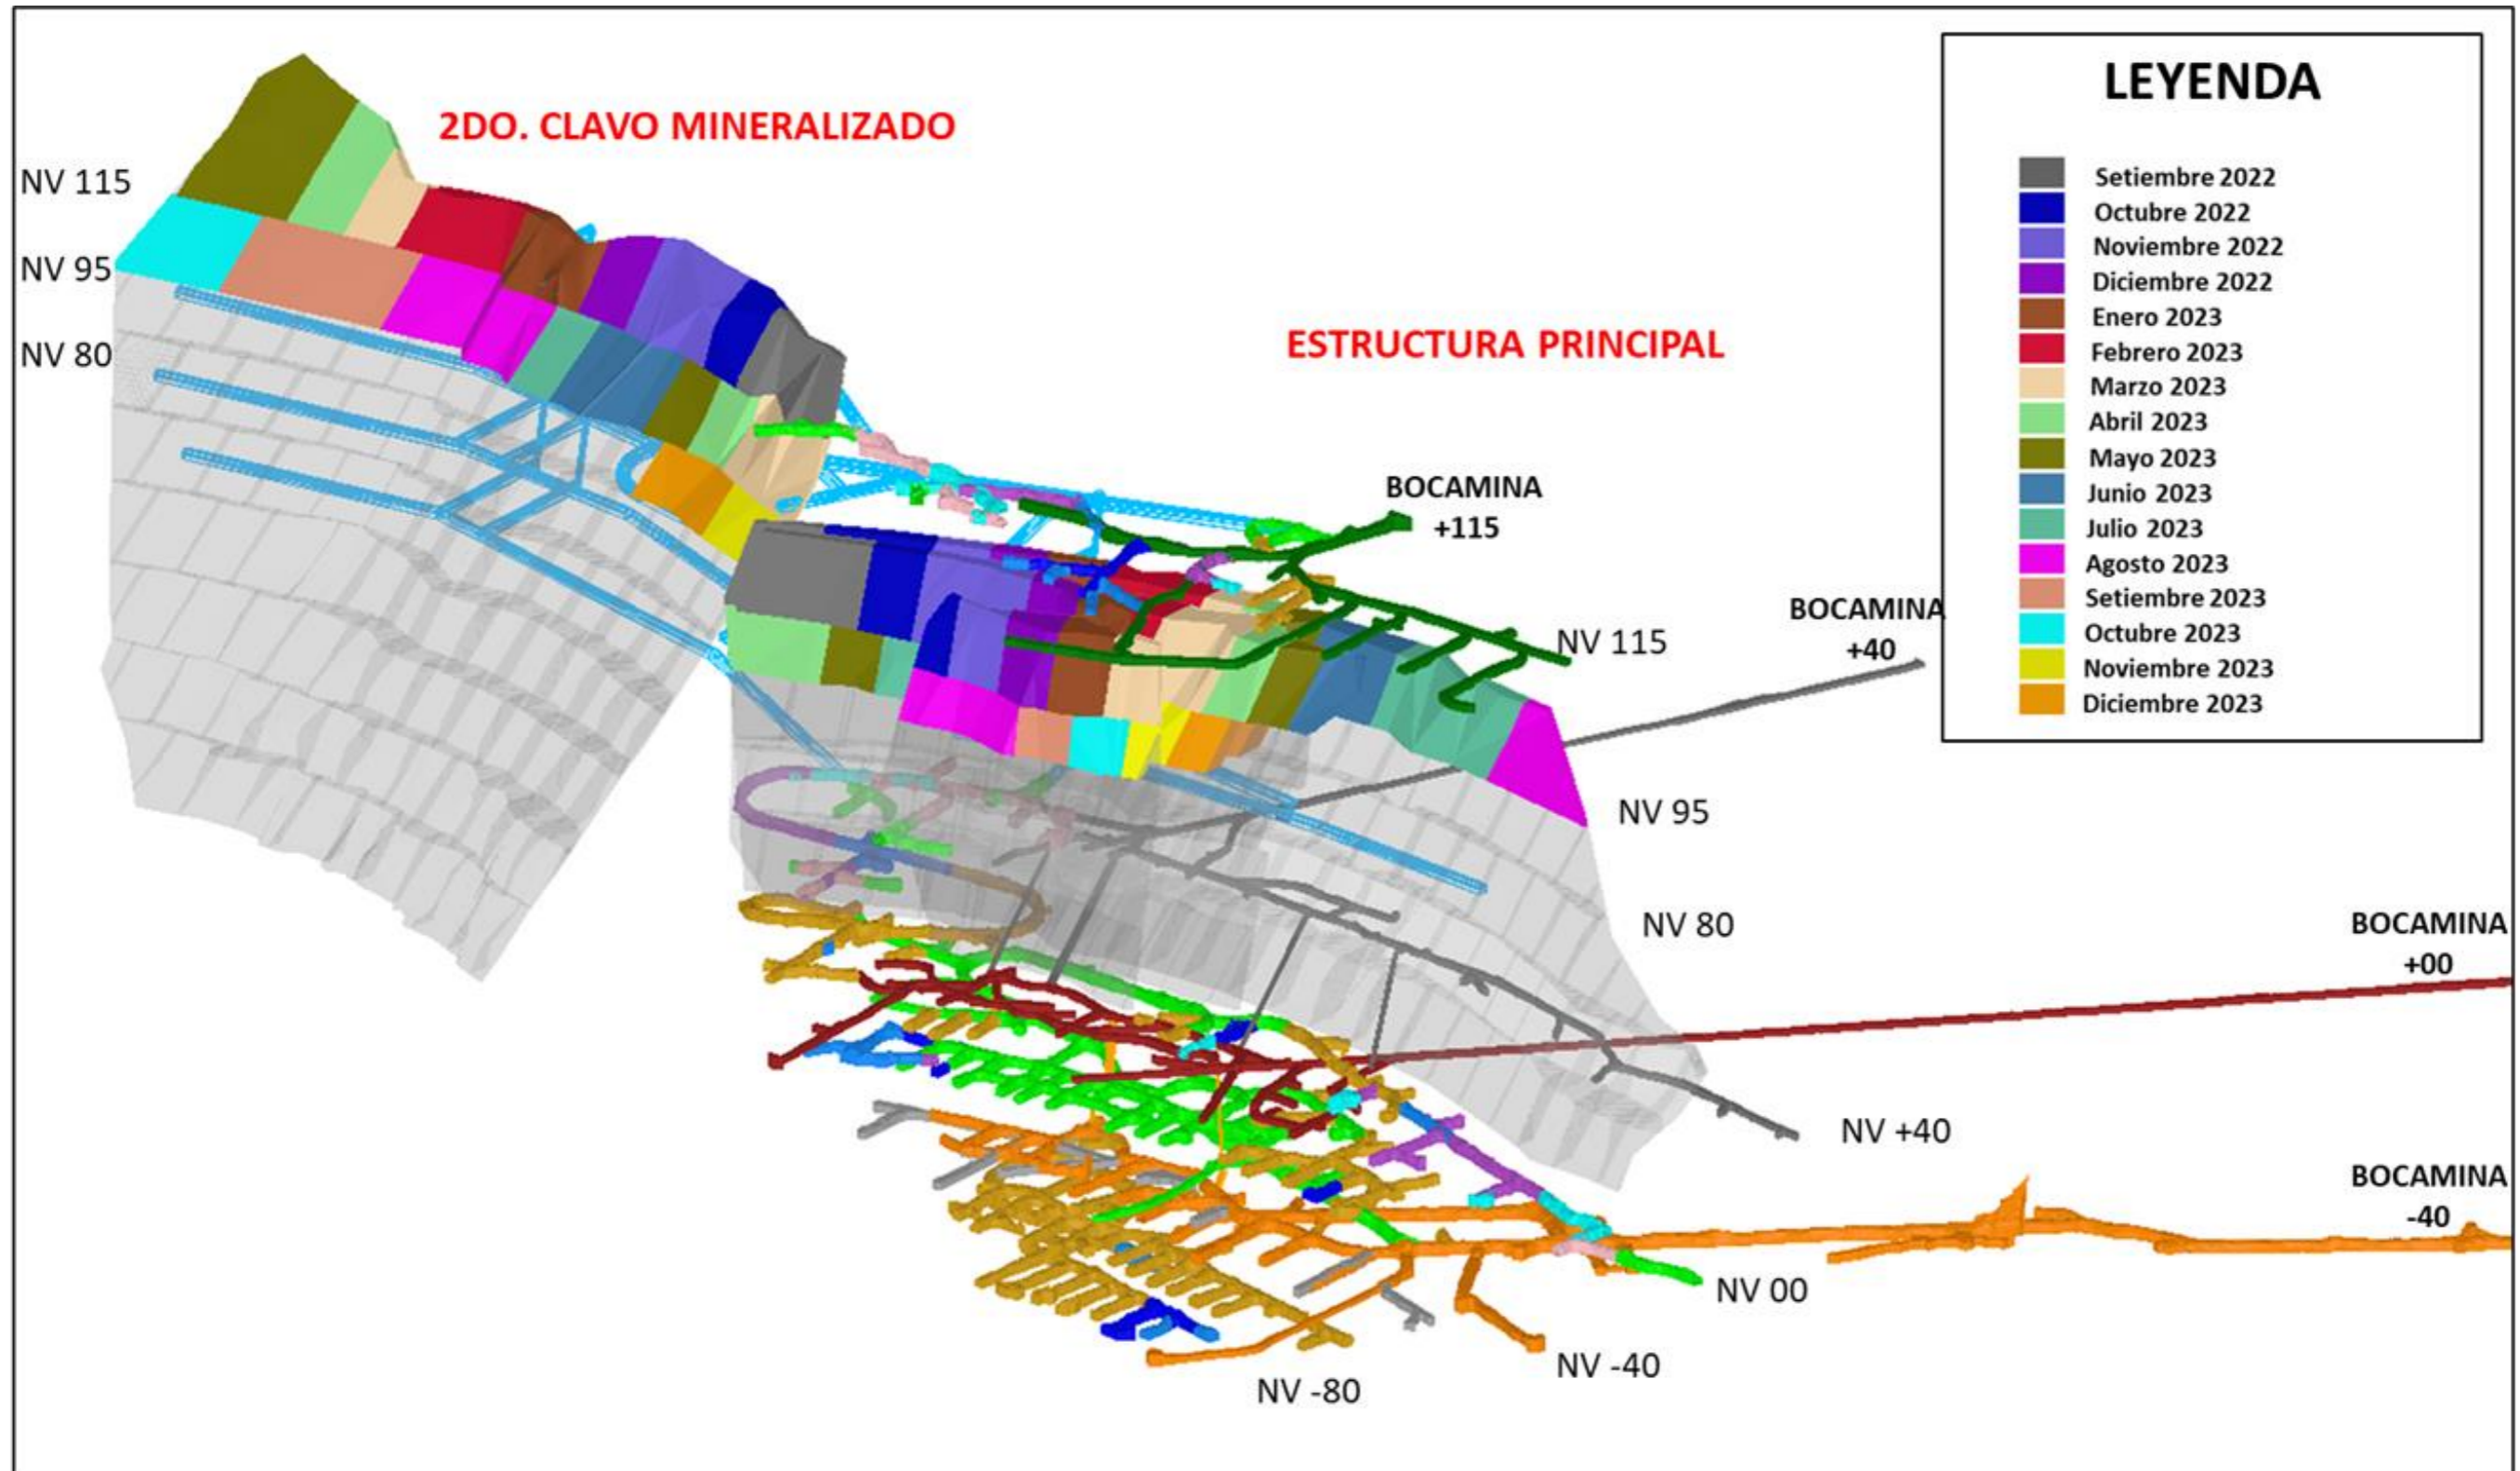 2DO. CLAVO MINERALIZADO
NV 115
NV 95
NV 80
ESTRUCTURA PRINCIPAL
BOCAMINA
+115
NV 115
BOCAMINA
+40
NV 95
NV 80
BOCAMINA
+00
NV +40
BOCAMINA
-40
NV 00
NV -40
NV -80
LEYENDA
Setiembre 2022
Octubre 2022
Noviembre 2022
Diciembre 2022
Enero 2023
Febrero 2023
Marzo 2023
Abril 2023
Mayo 2023
Junio 2023
Julio 2023
Agosto 2023
Setiembre 2023
Octubre 2023
Noviembre 2023
Diciembre 2023